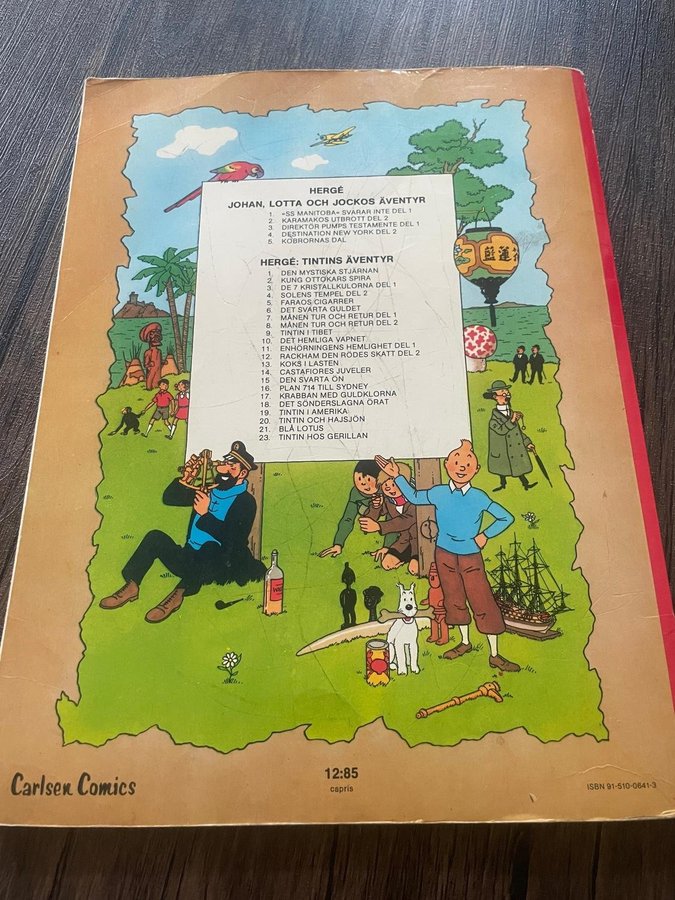 HERGÉ
JOHAN, LOTTA OCH JOCKOS ÄVENTYR
1. »SS MANITOBA» SVARAR INTE DEL 1
2. KARAMAKOS UTBROTT DEL 2
3. DIREKTÖR PUMPS TESTAMENTE DEL 1
4. DESTINATION NEW YORK DEL 2
5. KOBRORNAS DAL
HERGÉ: TINTINS ÄVENTYR
1. DEN MYSTISKA STJÄRNAN
2. KUNG OTTOKARS SPIRA
3. DE 7 KRISTALLKULORNA DEL 1
4. SOLENS TEMPEL DEL 2
5. FARAOS CIGARRER
6. DET SVARTA GULDET
7. MÅNEN TUR OCH RETUR DEL 1
8. MÅNEN TUR OCH RETUR DEL 2
9. TINTIN I TIBET
10. DET HEMLIGA VAPNET
11. ENHÖRNINGENS HEMLIGHET DEL 1
12. RACKHAM DEN RÖDES SKATT DEL 2
13. KOKS I LASTEN
14. CASTAFIORES JUVELER
15. DEN SVARTA ÖN
16. PLAN 714 TILL SYDNEY
17. KRABBAN MED GULDKLORNA
18. DET SÖNDERSLAGNA ÖRAT
19. TINTIN I AMERIKA
20. TINTIN OCH HAJSJÖN
21. BLÅ LOTUS
23. TINTIN HOS GERILLAN
藍蓮
Carlsen Comics
12:85
capris
ISBN 91-510-0641-3